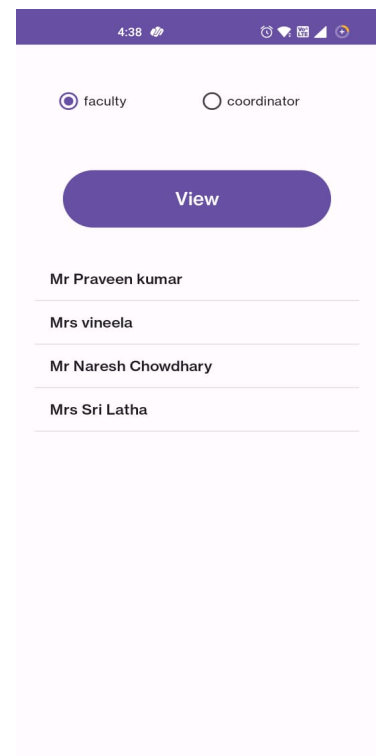 4:38
faculty coordinator
View
Mr Praveen kumar
Mrs vineela
Mr Naresh Chowdhary
Mrs Sri Latha